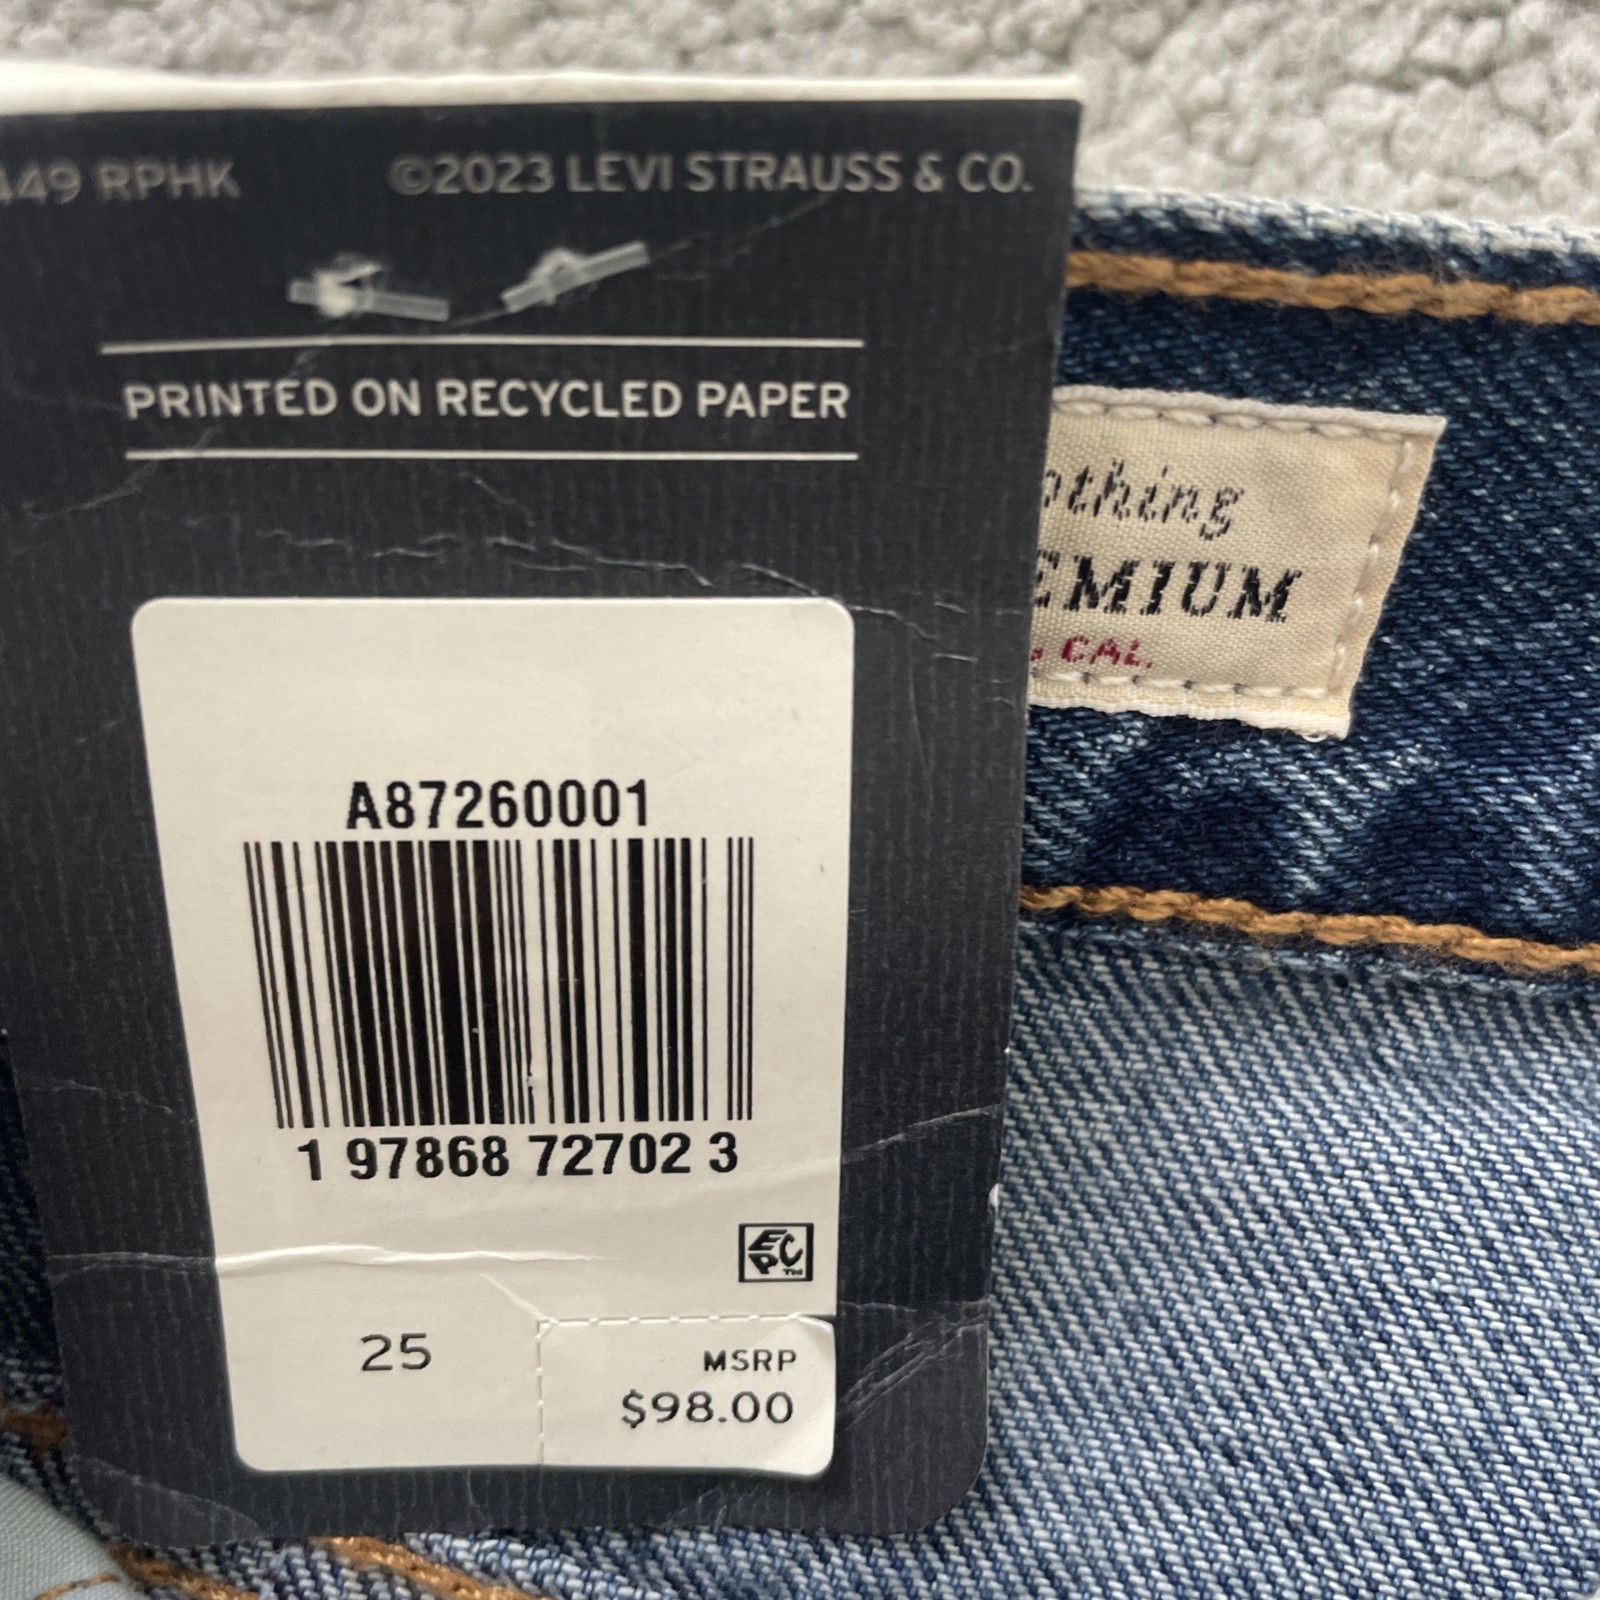 449 RPHK ©2023 LEVI STRAUSS & CO.
PRINTED ON RECYCLED PAPER
othing
EMIUM
CAL.
A87260001
1 97868 72702 3
EPC™
25
MSRP
$98.00